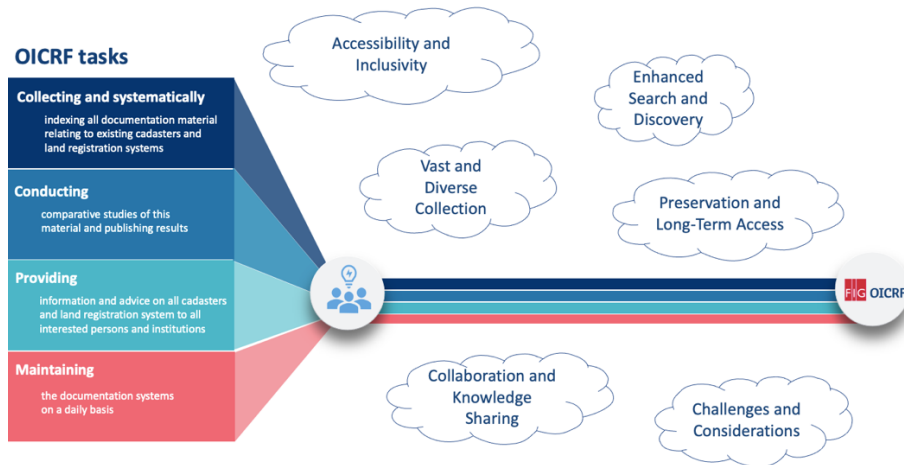 OICRF tasks
Collecting and systematically
indexing all documentation material
relating to existing cadasters and
land registration systems
Conducting
comparative studies of this
material and publishing results
Providing
information and advice on all cadasters
and land registration system to all
interested persons and institutions
Maintaining
the documentation systems
on a daily basis
Accessibility and
Inclusivity
Enhanced
Search and
Discovery
Vast and
Diverse
Collection
Preservation and
Long-Term Access
FIG OICRF
Collaboration and
Knowledge
Sharing
Challenges and
Considerations